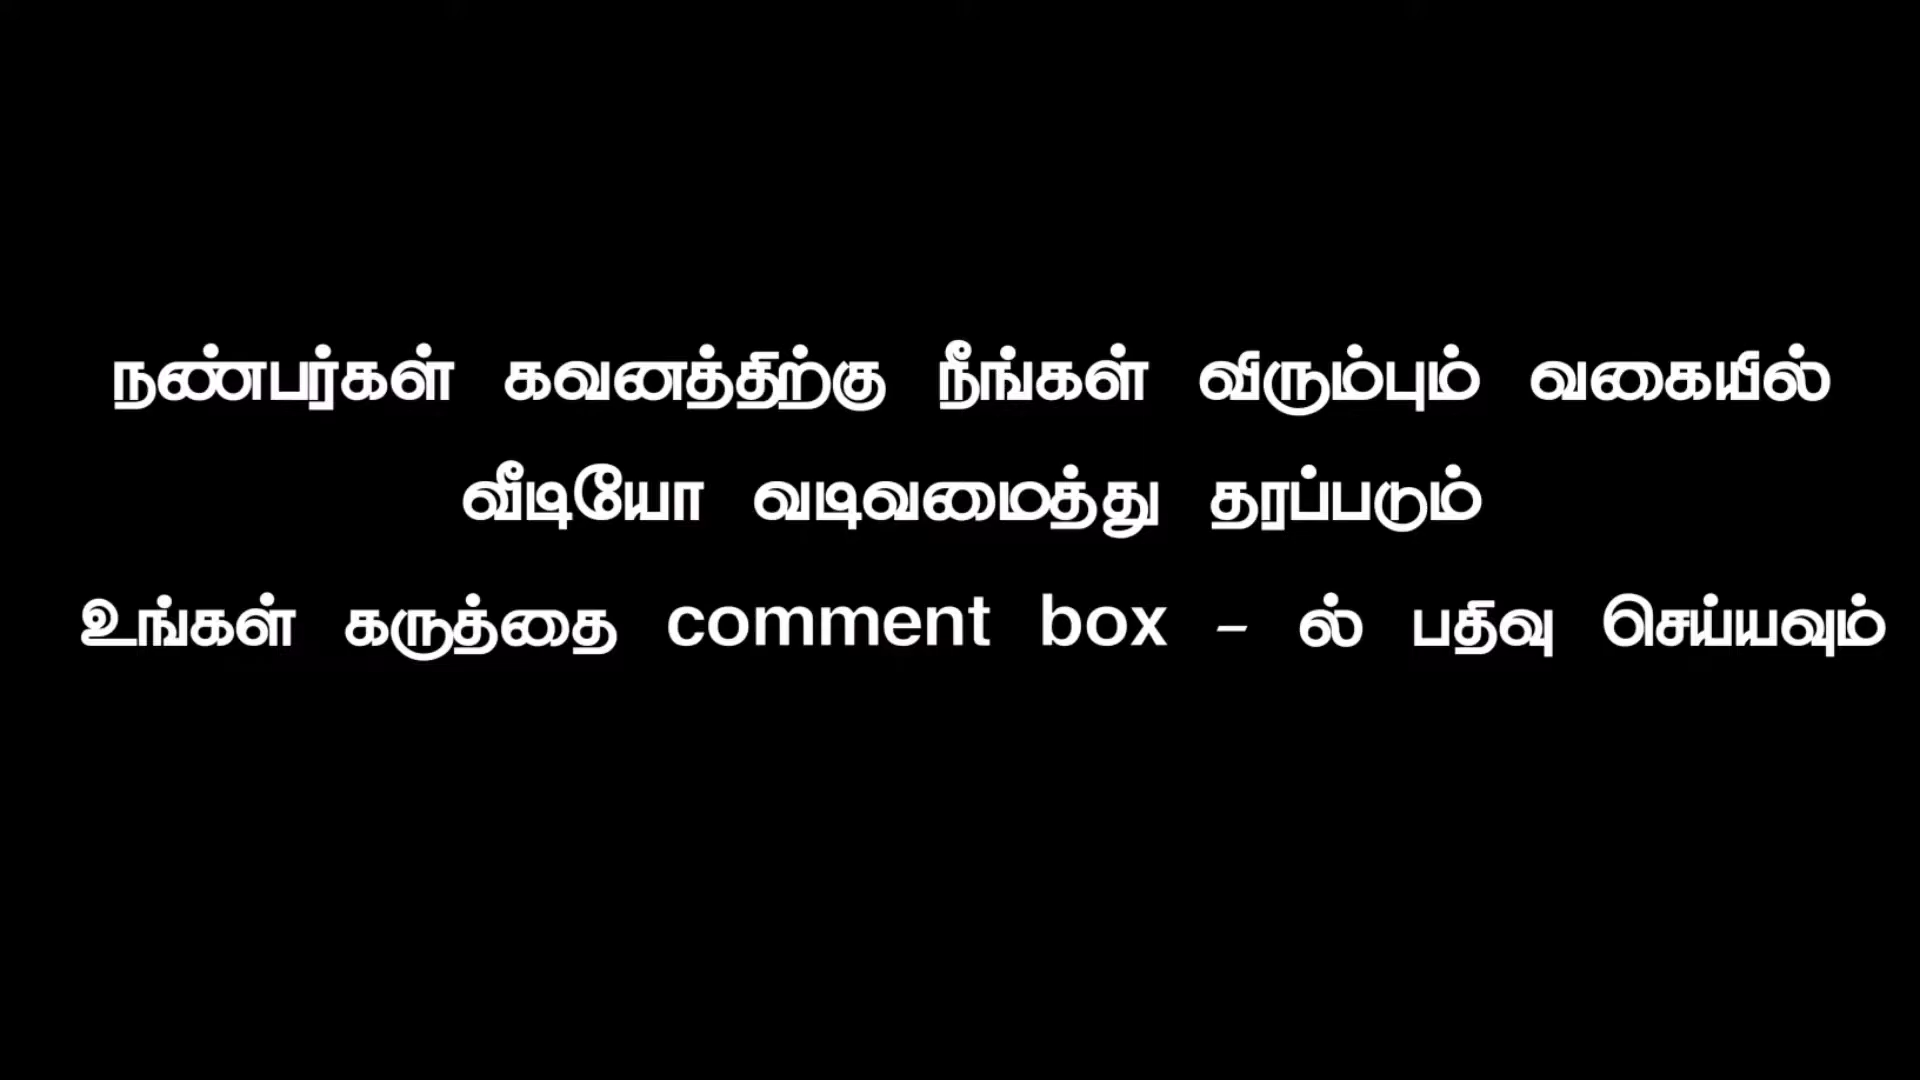 நண்பர்கள் கவனத்திற்கு நீங்கள் விரும்பும் வகையில்
வீடியோ வடிவமைத்து தரப்படும்
உங்கள் கருத்தை comment box - ல் பதிவு செய்யவும்